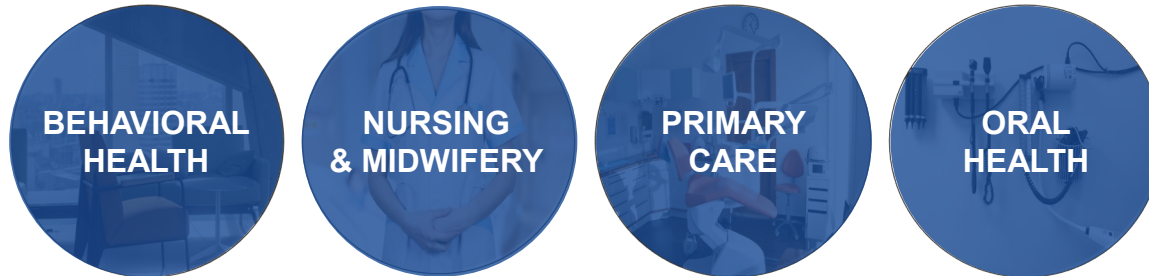 BEHAVIORAL
HEALTH
NURSING
& MIDWIFERY
PRIMARY
CARE
ORAL
HEALTH